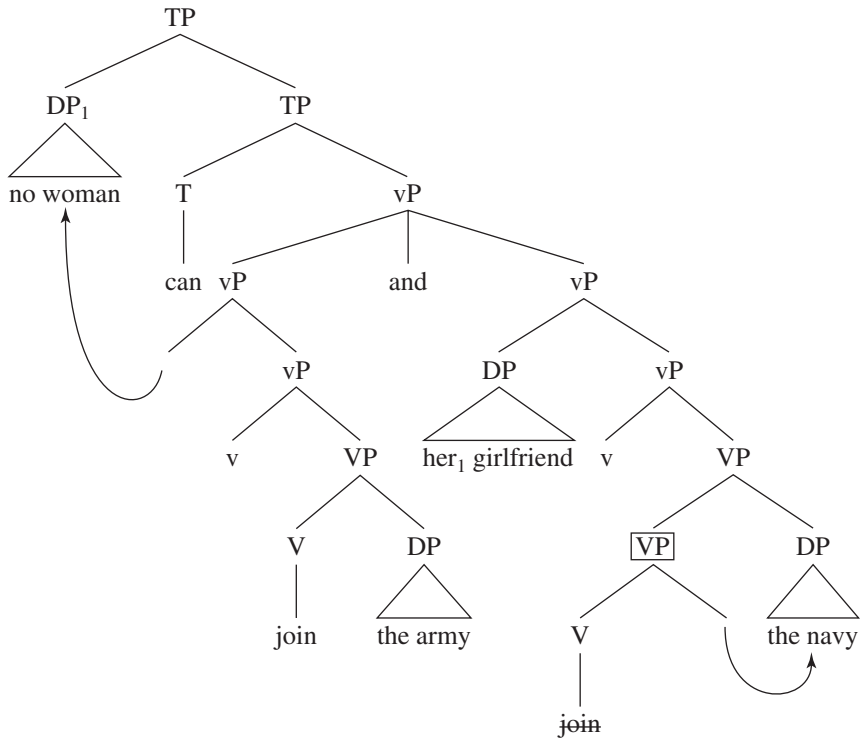 TP
DP₁ TP
no woman T vP
can vP and vP
vP DP vP
v VP her₁ girlfriend v VP
V DP VP DP
join the army V the navy
join